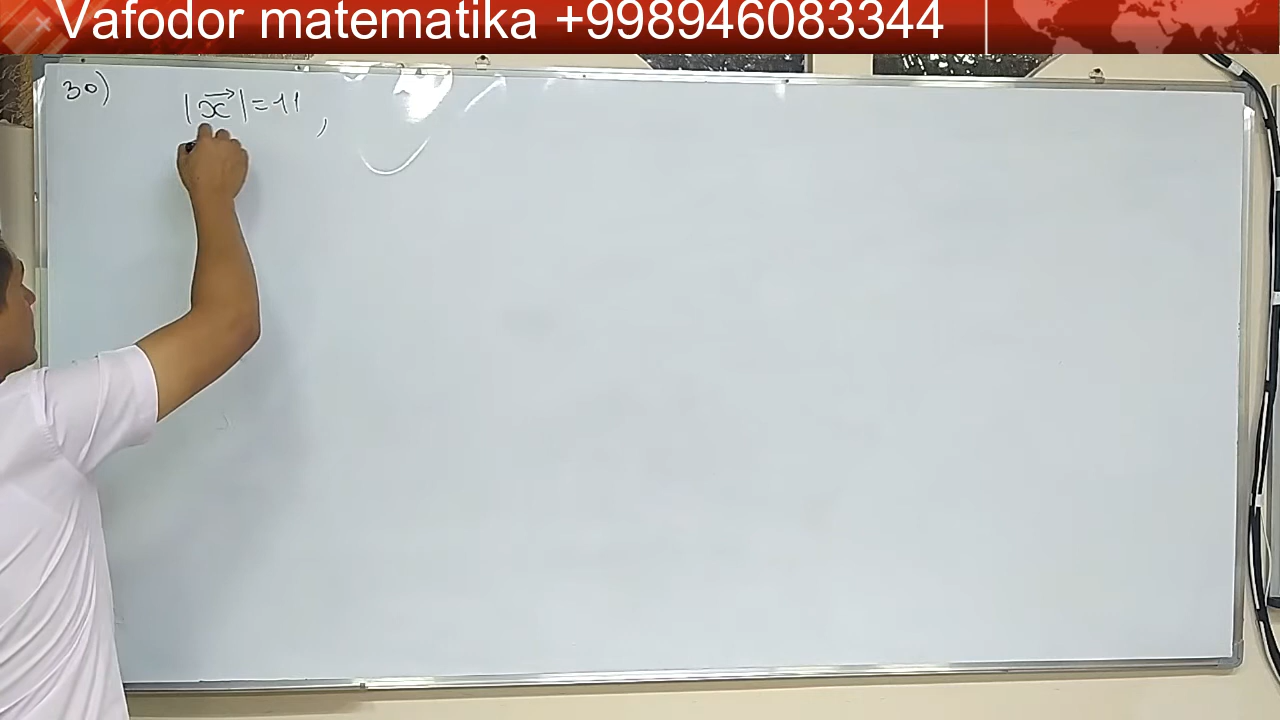 Vafodor matematika +998946083344
30) |x⃗| = 11,